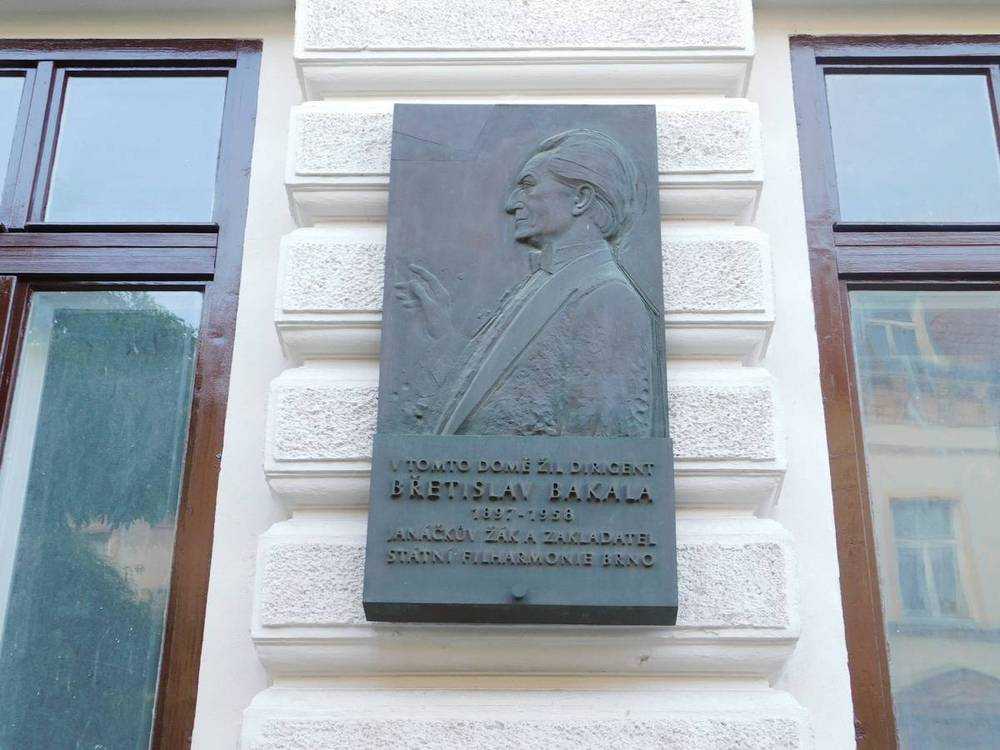 V TOMTO DOMĚ ŽIL DIRIGENT
BŘETISLAV BAKALA
1897-1958
JANÁČKŮV ŽÁK A ZAKLADATEL
STÁTNÍ FILHARMONIE BRNO